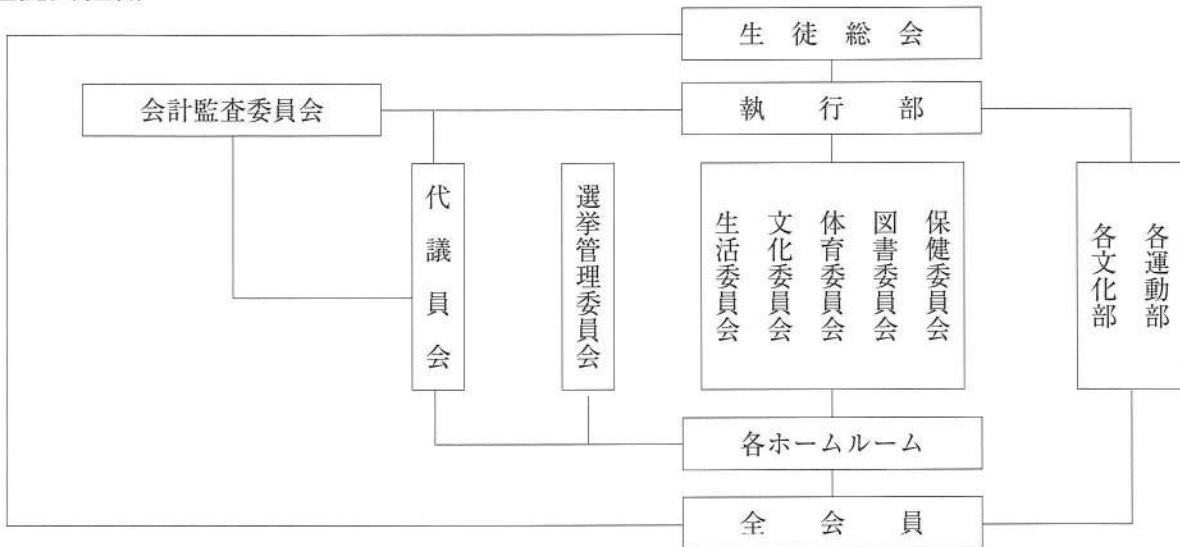 生徒総会
会計監査委員会
執行部
代議員会
選挙管理委員会
生活委員会
文化委員会
体育委員会
図書委員会
保健委員会
各文化部
各運動部
各ホームルーム
全会員